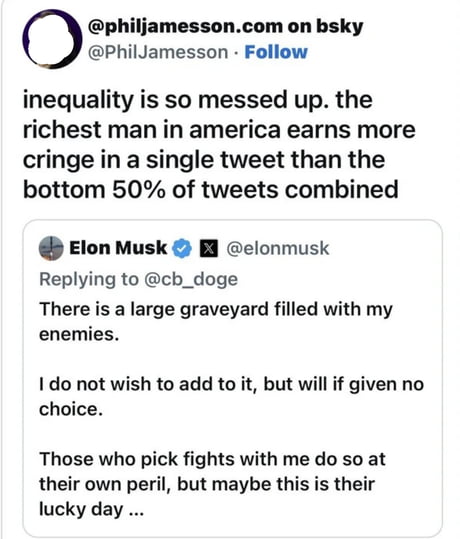 @philjamesson.com on bsky
@PhilJamesson · Follow
inequality is so messed up. the
richest man in america earns more
cringe in a single tweet than the
bottom 50% of tweets combined
Elon Musk X @elonmusk
Replying to @cb_doge
There is a large graveyard filled with my
enemies.
I do not wish to add to it, but will if given no
choice.
Those who pick fights with me do so at
their own peril, but maybe this is their
lucky day ...